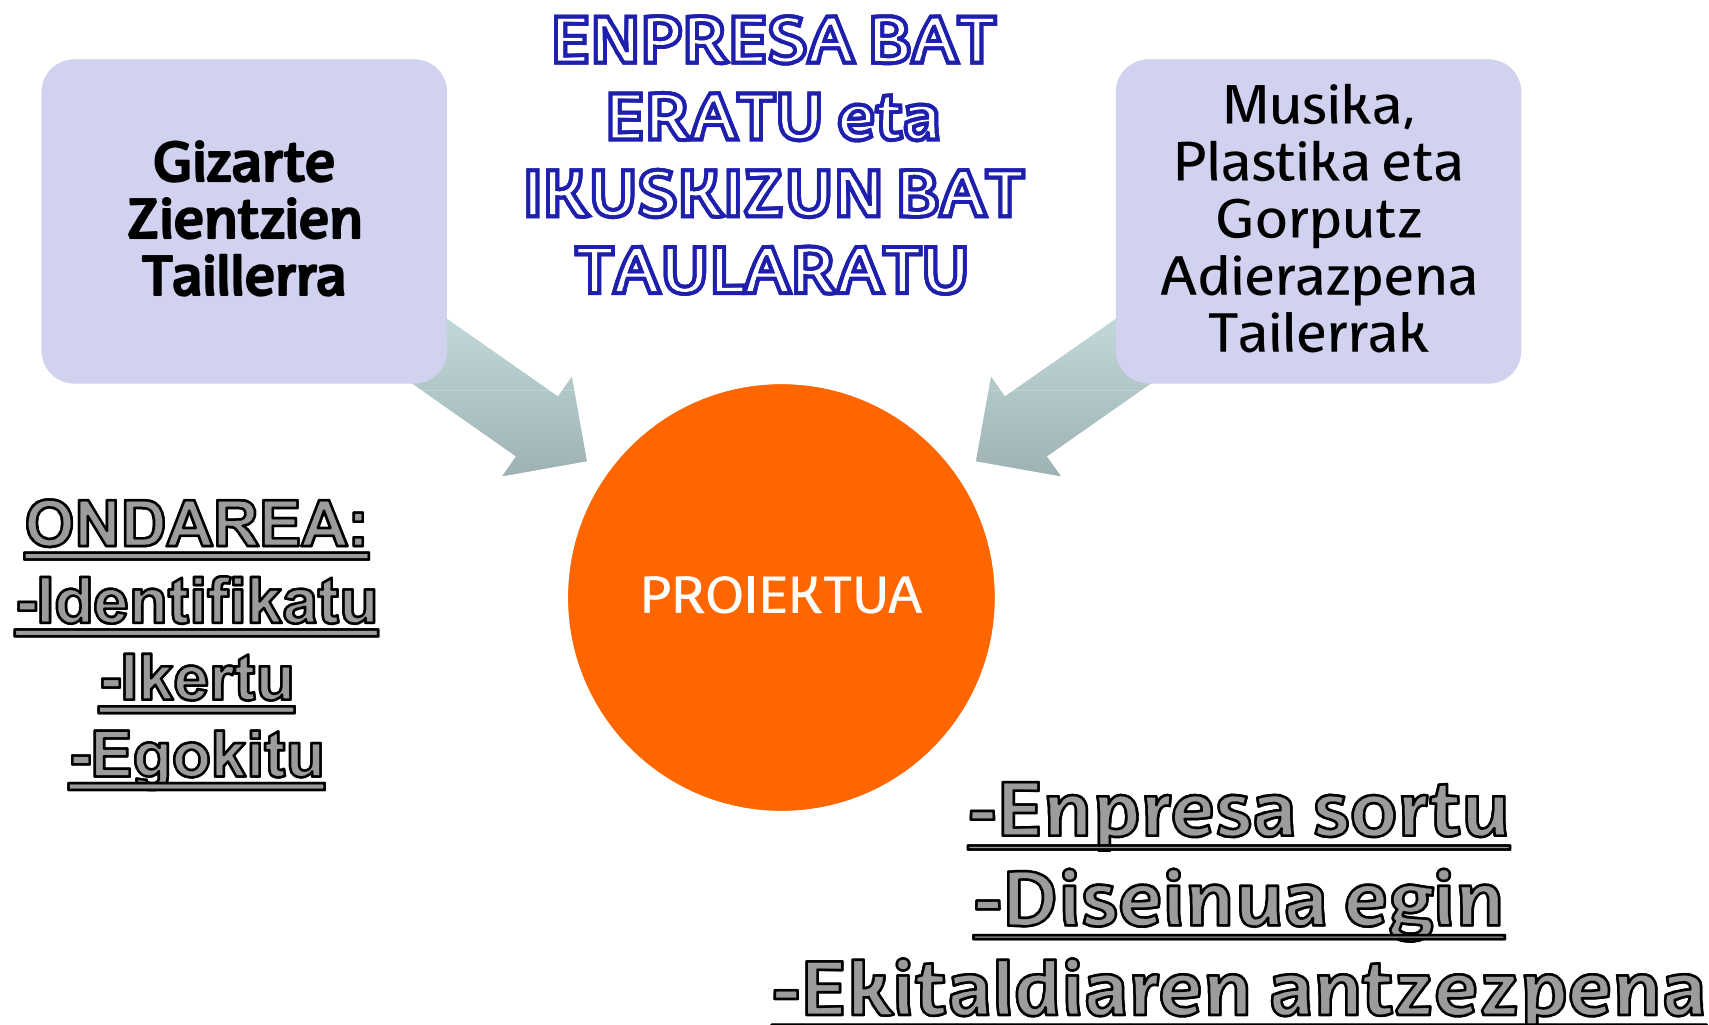 ENPRESA BAT
ERATU eta
IKUSKIZUN BAT
TAULARATU
Gizarte
Zientzien
Taillerra
Musika,
Plastika eta
Gorputz
Adierazpena
Tailerrak
PROIEKTUA
ONDAREA:
-Identifikatu
-Ikertu
-Egokitu
-Enpresa sortu
-Diseinua egin
-Ekitaldiaren antzezpena